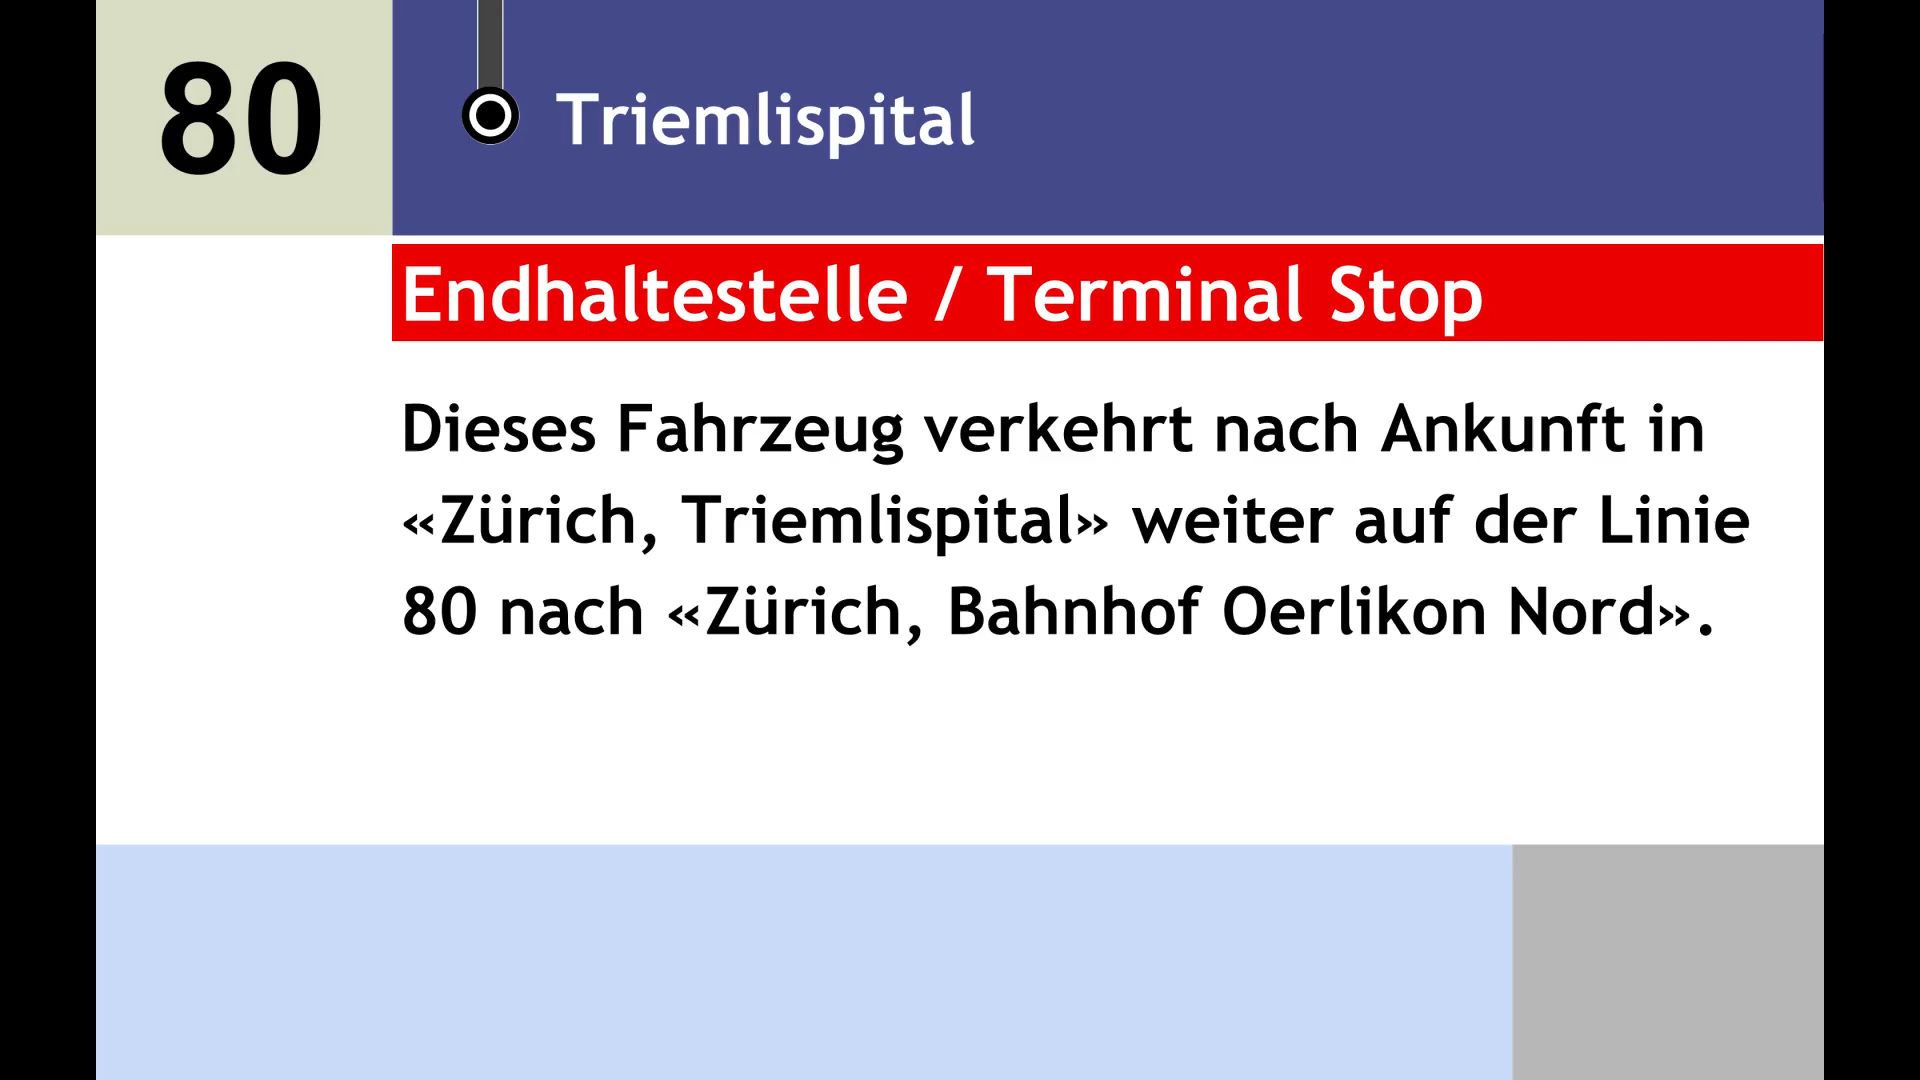 80
Triemlispital
Endhaltestelle / Terminal Stop
Dieses Fahrzeug verkehrt nach Ankunft in
«Zürich, Triemlispital» weiter auf der Linie
80 nach «Zürich, Bahnhof Oerlikon Nord».